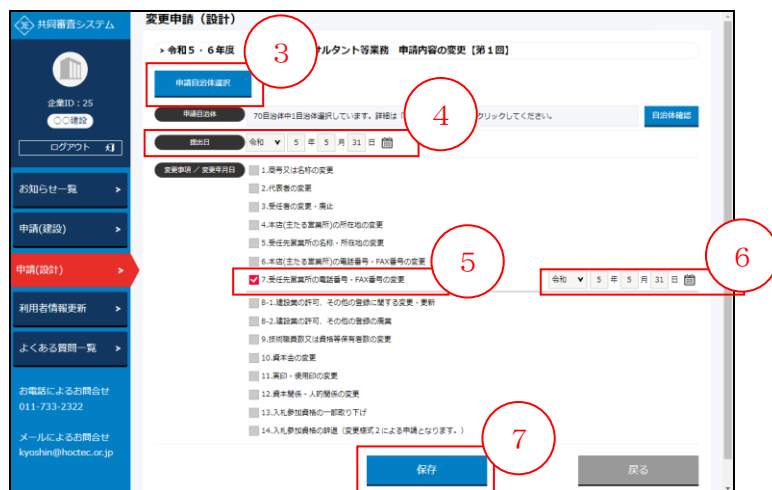 共同審査システム
企業ID：25
〇〇建設
ログアウト
お知らせ一覧 >
申請(建設) >
申請(設計) >
利用者情報更新 >
よくある質問一覧 >
お電話によるお問合せ
011-733-2322
メールによるお問合せ
kyoshin@hoctec.or.jp
変更申請（設計）
> 令和５・６年度 サルタント等業務 申請内容の変更【第１回】
3
申請自治体選択
申請自治体 70自治体中1自治体選択しています。詳細は「 クリックしてください。 自治体確認
4
提出日 令和 5 年 5 月 31 日
変更事項 ／ 変更年月日
1.商号又は名称の変更
2.代表者の変更
3.受任者の変更・廃止
4.本店(主たる営業所)の所在地の変更
5.受任先営業所の名称・所在地の変更
6.本店(主たる営業所)の電話番号・FAX番号の変更
5
7.受任先営業所の電話番号・FAX番号の変更 令和 5 年 5 月 31 日
6
8-1.建設業の許可、その他の登録に関する変更・更新
8-2.建設業の許可、その他の登録の廃業
9.技術職員数又は資格等保有者数の変更
10.資本金の変更
11.実印・使用印の変更
12.資本関係・人的関係の変更
13.入札参加資格の一部取り下げ
14.入札参加資格の辞退（変更様式２による申請となります。）
7
保存 戻る